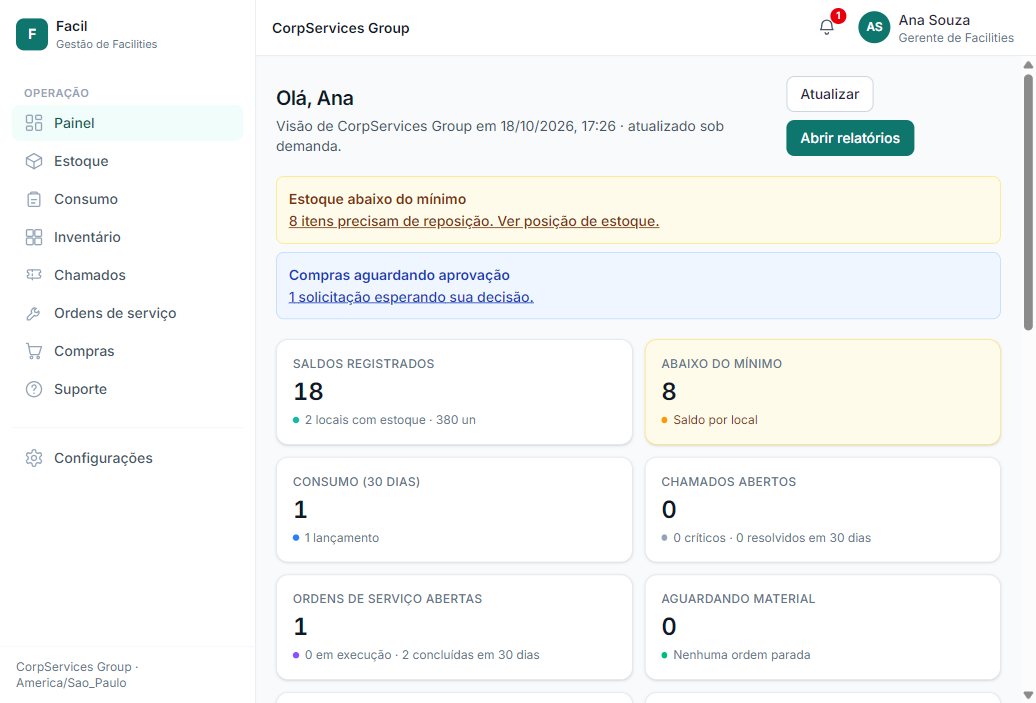 F
Facil
Gestão de Facilities
OPERAÇÃO
Painel
Estoque
Consumo
Inventário
Chamados
Ordens de serviço
Compras
Suporte
Configurações
CorpServices Group ·
America/Sao_Paulo
CorpServices Group
1
AS
Ana Souza
Gerente de Facilities
Olá, Ana
Visão de CorpServices Group em 18/10/2026, 17:26 · atualizado sob
demanda.
Atualizar
Abrir relatórios
Estoque abaixo do mínimo
8 itens precisam de reposição. Ver posição de estoque.
Compras aguardando aprovação
1 solicitação esperando sua decisão.
SALDOS REGISTRADOS
18
2 locais com estoque · 380 un
ABAIXO DO MÍNIMO
8
Saldo por local
CONSUMO (30 DIAS)
1
1 lançamento
CHAMADOS ABERTOS
0
0 críticos · 0 resolvidos em 30 dias
ORDENS DE SERVIÇO ABERTAS
1
0 em execução · 2 concluídas em 30 dias
AGUARDANDO MATERIAL
0
Nenhuma ordem parada